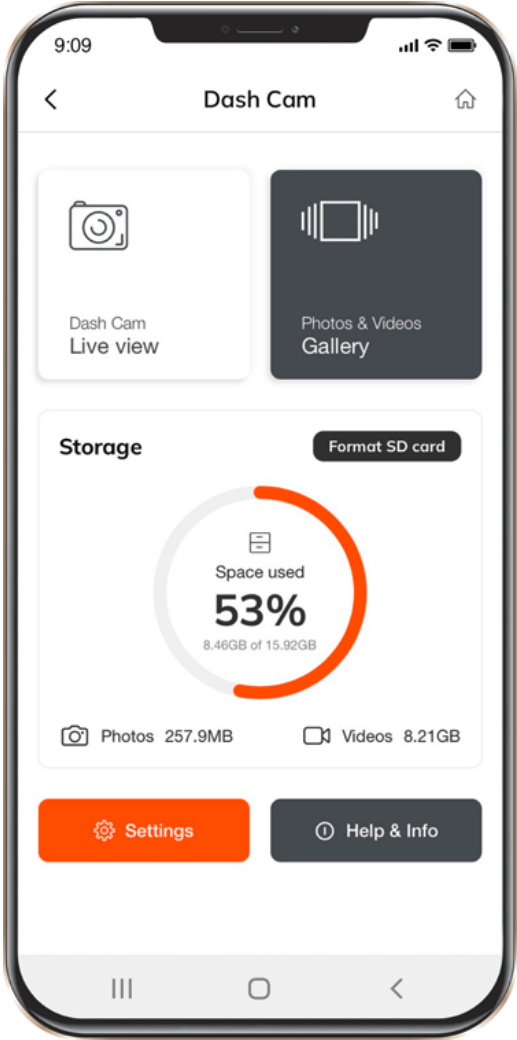 9:09
Dash Cam
Dash Cam
Live view
Photos & Videos
Gallery
Storage
Format SD card
Space used
53%
8.46GB of 15.92GB
Photos 257.9MB
Videos 8.21GB
Settings
Help & Info